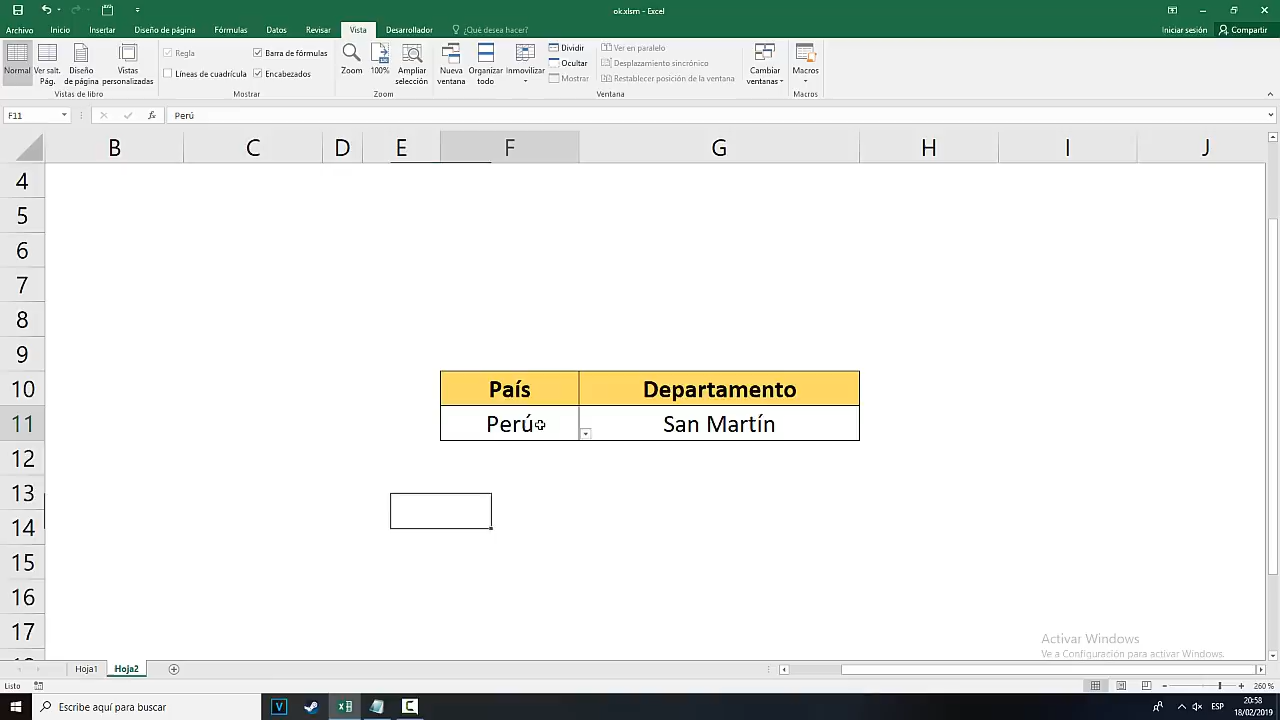 ok.xlsm - Excel
Archivo Inicio Insertar Diseño de página Fórmulas Datos Revisar Vista Desarrollador ¿Qué desea hacer? Iniciar sesión Compartir
Normal Ver salt. Pág. Diseño de página Vistas personalizadas
Vistas de libro
Regla Barra de fórmulas
Líneas de cuadrícula Encabezados
Mostrar
Zoom 100% Ampliar selección
Zoom
Nueva ventana Organizar todo Inmovilizar
Dividir Ver en paralelo
Ocultar Desplazamiento sincrónico
Mostrar Restablecer posición de la ventana
Cambiar ventanas
Ventana
Macros
Macros
F11 fx Perú
B C D E F G H I J
4
5
6
7
8
9
10 País Departamento
11 Perú San Martín
12
13
14
15
16
17
Activar Windows
Ve a Configuración para activar Windows.
Hoja1 Hoja2
Listo 260 %
Escribe aquí para buscar
ESP 20:58
18/02/2019